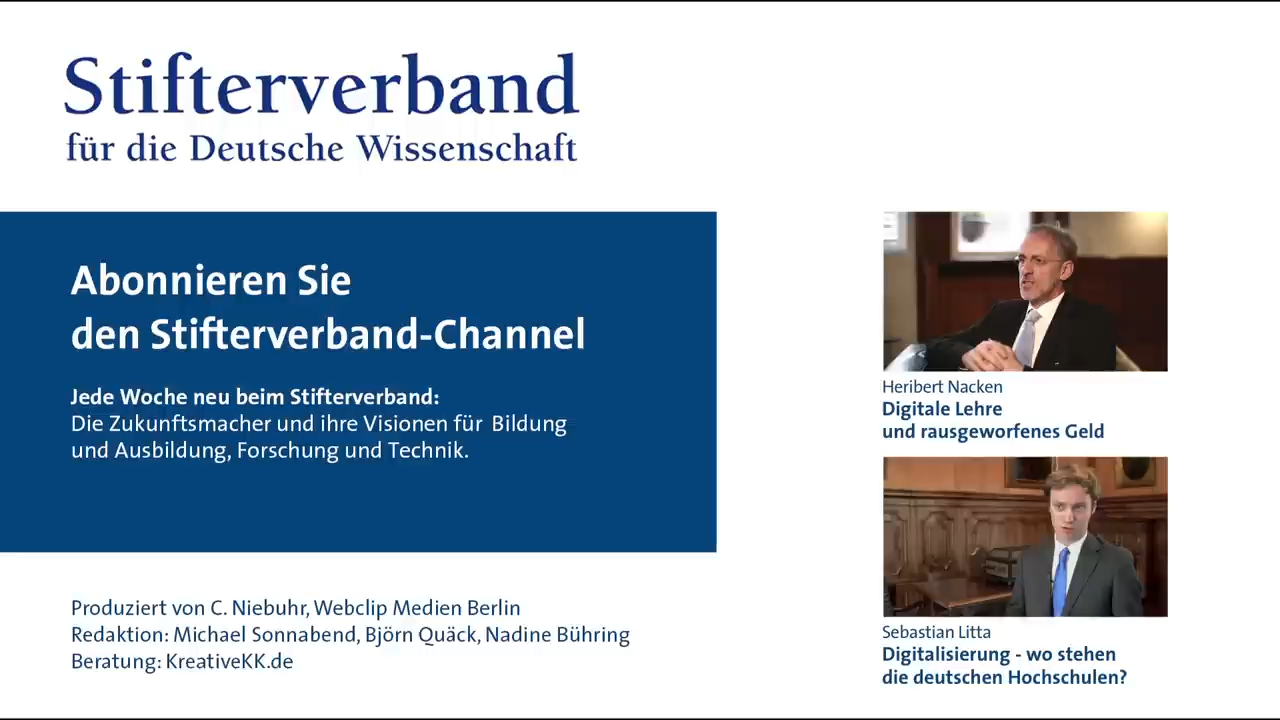 Stifterverband
für die Deutsche Wissenschaft
Abonnieren Sie
den Stifterverband-Channel
Jede Woche neu beim Stifterverband:
Die Zukunftsmacher und ihre Visionen für Bildung
und Ausbildung, Forschung und Technik.
Produziert von C. Niebuhr, Webclip Medien Berlin
Redaktion: Michael Sonnabend, Björn Quäck, Nadine Bühring
Beratung: KreativeKK.de
Heribert Nacken
Digitale Lehre
und rausgeworfenes Geld
Sebastian Litta
Digitalisierung - wo stehen
die deutschen Hochschulen?